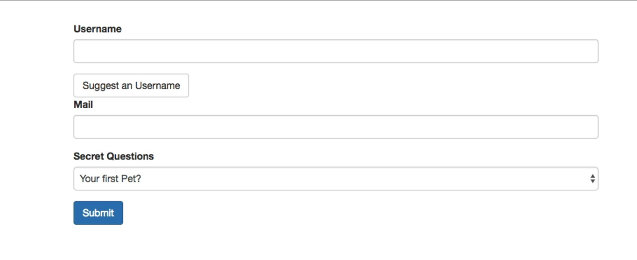 Username
Suggest an Username
Mail
Secret Questions
Your first Pet?
Submit